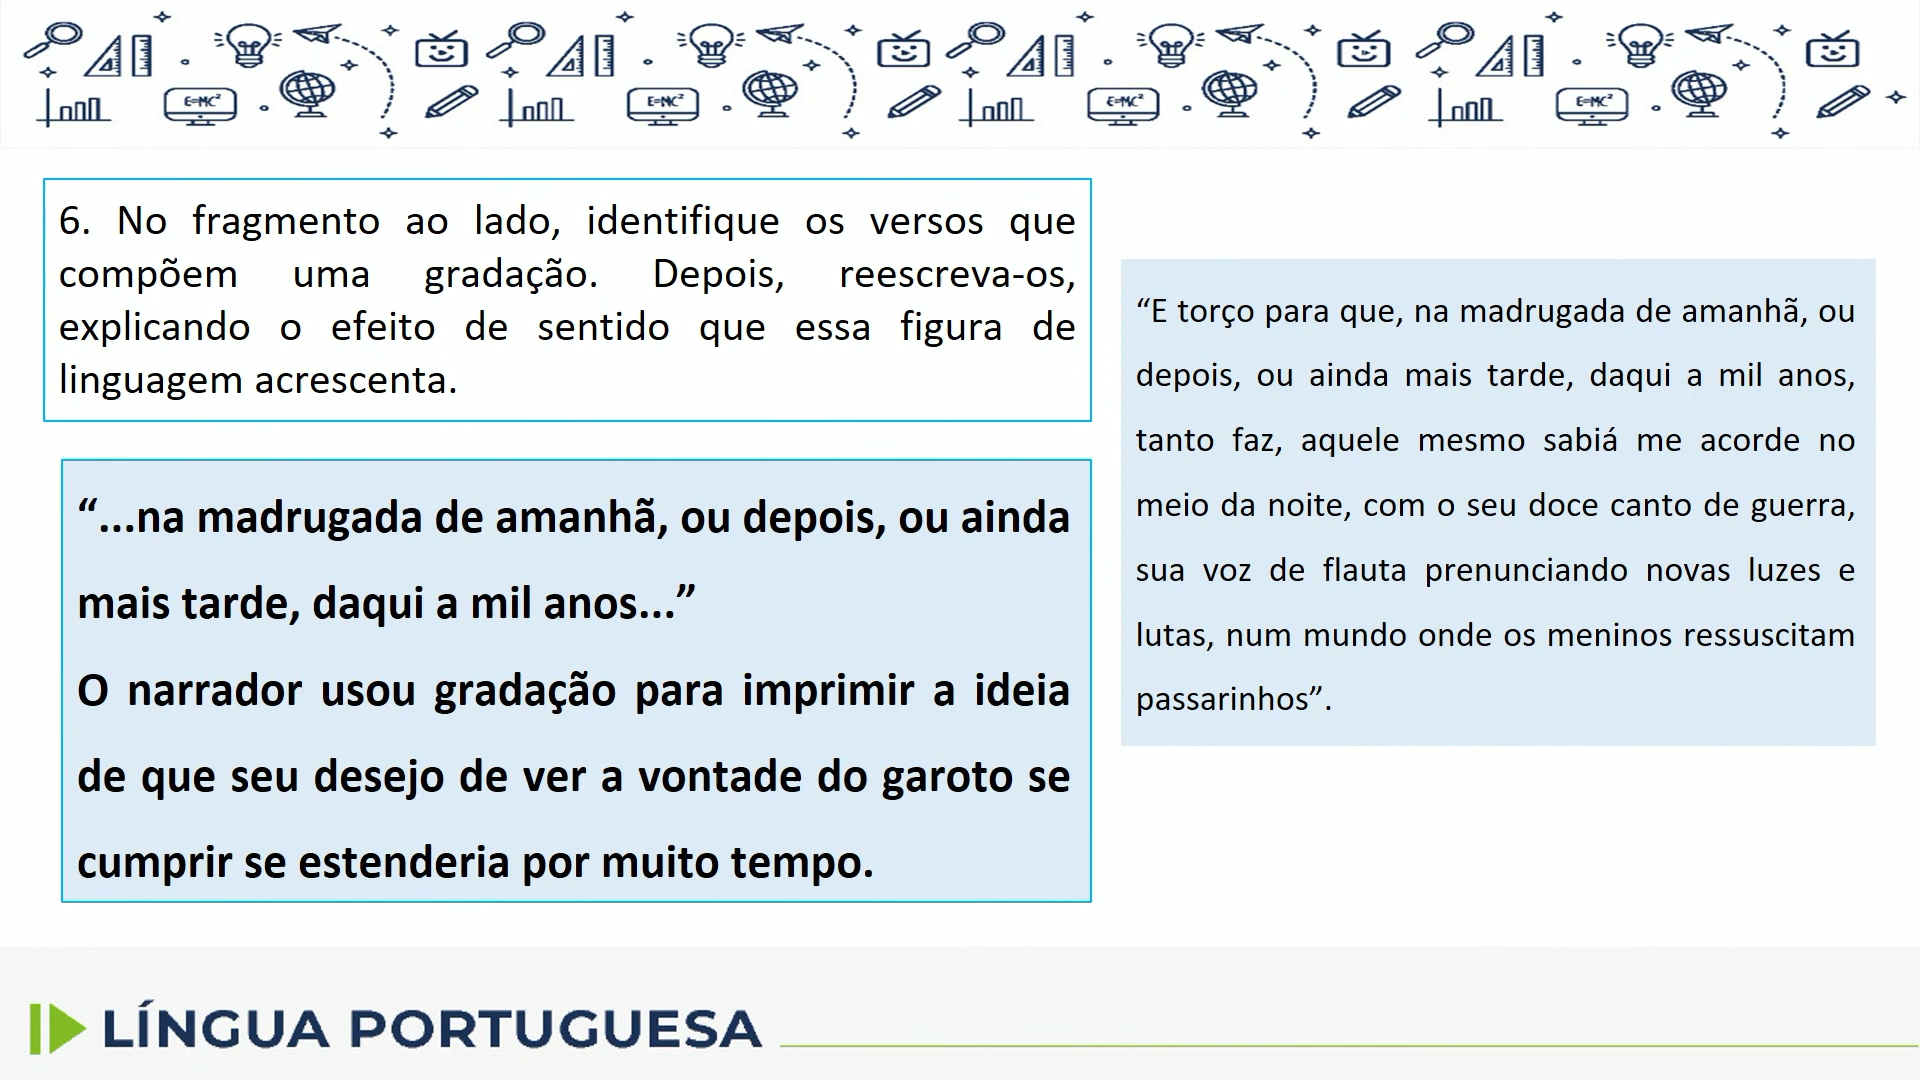 E=MC²
E=MC²
E=MC²
E=MC²
6. No fragmento ao lado, identifique os versos que
compõem uma gradação. Depois, reescreva-os,
explicando o efeito de sentido que essa figura de
linguagem acrescenta.
“...na madrugada de amanhã, ou depois, ou ainda
mais tarde, daqui a mil anos...”
O narrador usou gradação para imprimir a ideia
de que seu desejo de ver a vontade do garoto se
cumprir se estenderia por muito tempo.
“E torço para que, na madrugada de amanhã, ou
depois, ou ainda mais tarde, daqui a mil anos,
tanto faz, aquele mesmo sabiá me acorde no
meio da noite, com o seu doce canto de guerra,
sua voz de flauta prenunciando novas luzes e
lutas, num mundo onde os meninos ressuscitam
passarinhos”.
LÍNGUA PORTUGUESA